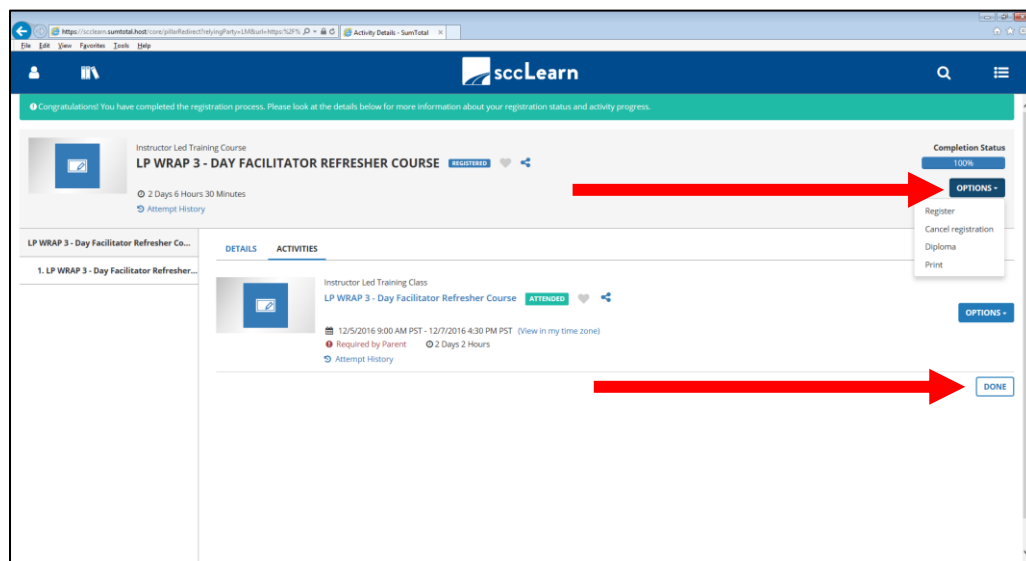 https://scclearn.sumtotal.host/core/pillarRedirect?relyingParty=LM&url=https:%2F%
Activity Details - SumTotal
File Edit View Favorites Tools Help
sccLearn
Congratulations! You have completed the registration process. Please look at the details below for more information about your registration status and activity progress.
Instructor Led Training Course
LP WRAP 3 - DAY FACILITATOR REFRESHER COURSE REGISTERED
2 Days 6 Hours 30 Minutes
Attempt History
Completion Status
100%
OPTIONS
Register
Cancel registration
Diploma
Print
LP WRAP 3 - Day Facilitator Refresher Co...
1. LP WRAP 3 - Day Facilitator Refresher...
DETAILS ACTIVITIES
Instructor Led Training Class
LP WRAP 3 - Day Facilitator Refresher Course ATTENDED
12/5/2016 9:00 AM PST - 12/7/2016 4:30 PM PST (View in my time zone)
Required by Parent 2 Days 2 Hours
Attempt History
OPTIONS
DONE